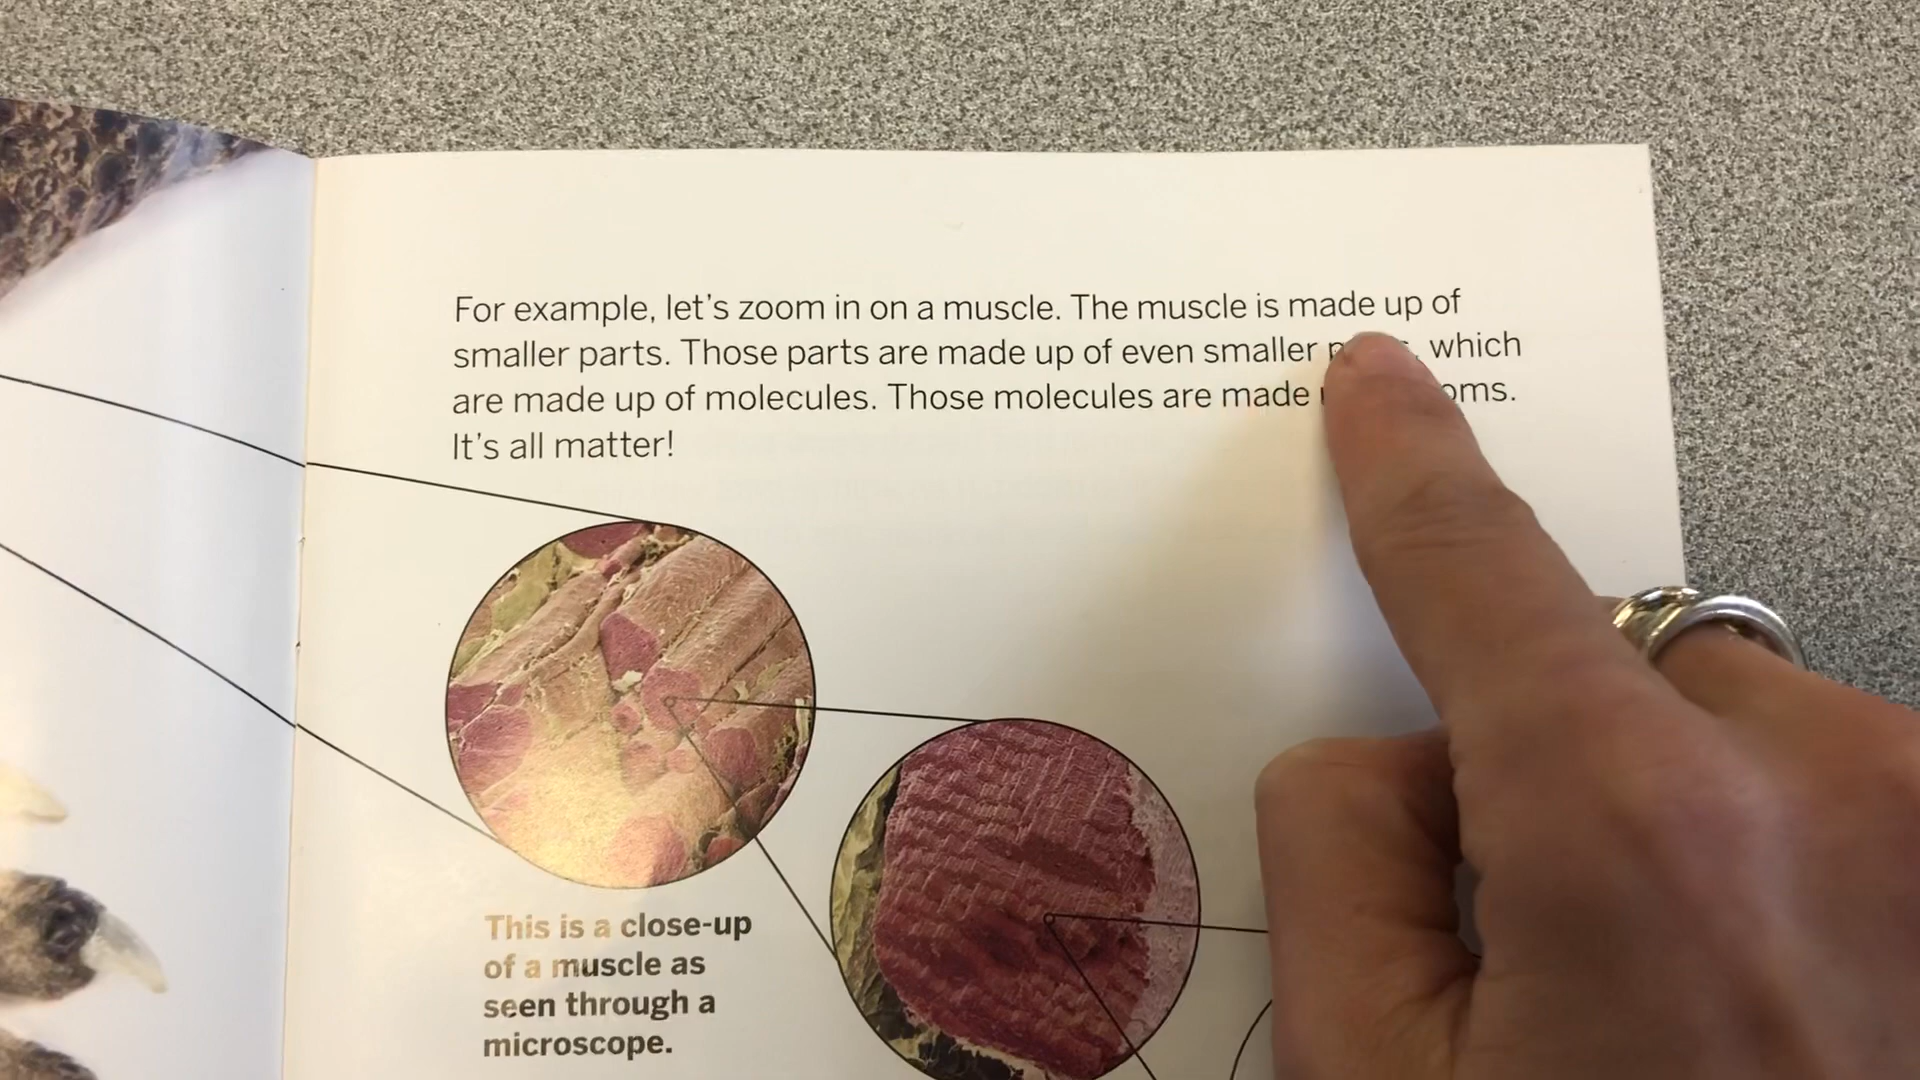 For example, let's zoom in on a muscle. The muscle is made up of
smaller parts. Those parts are made up of even smaller which
are made up of molecules. Those molecules are made
It's all matter!
This is a close-up
of a muscle as
seen through a
microscope.